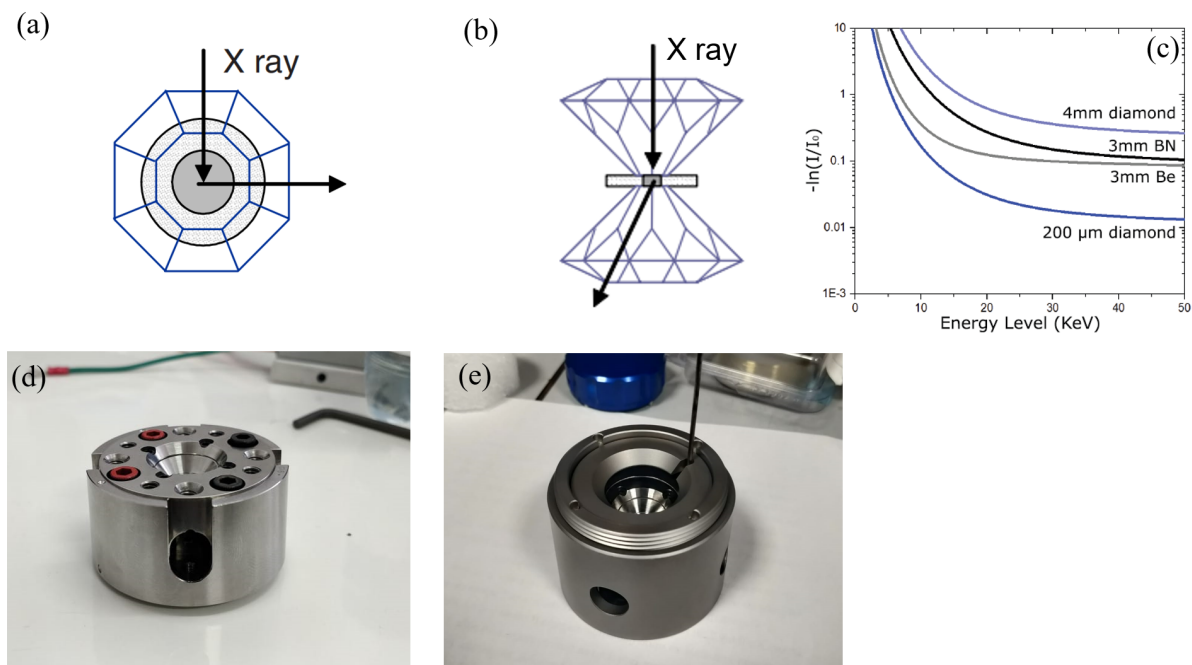 (a)
X ray
(b)
X ray
(c)
10
1
0.1
0.01
1E-3
-ln(I/I₀)
4mm diamond
3mm BN
3mm Be
200 μm diamond
0 10 20 30 40 50
Energy Level (KeV)
(d)
(e)